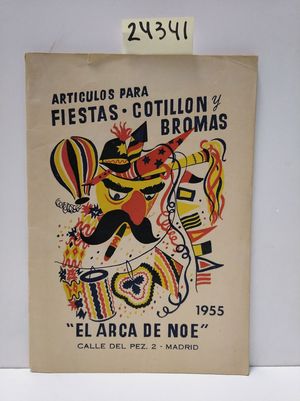 24341
ARTICULOS PARA
FIESTAS · COTILLON y
BROMAS
1955
"EL ARCA DE NOE"
CALLE DEL PEZ. 2 - MADRID